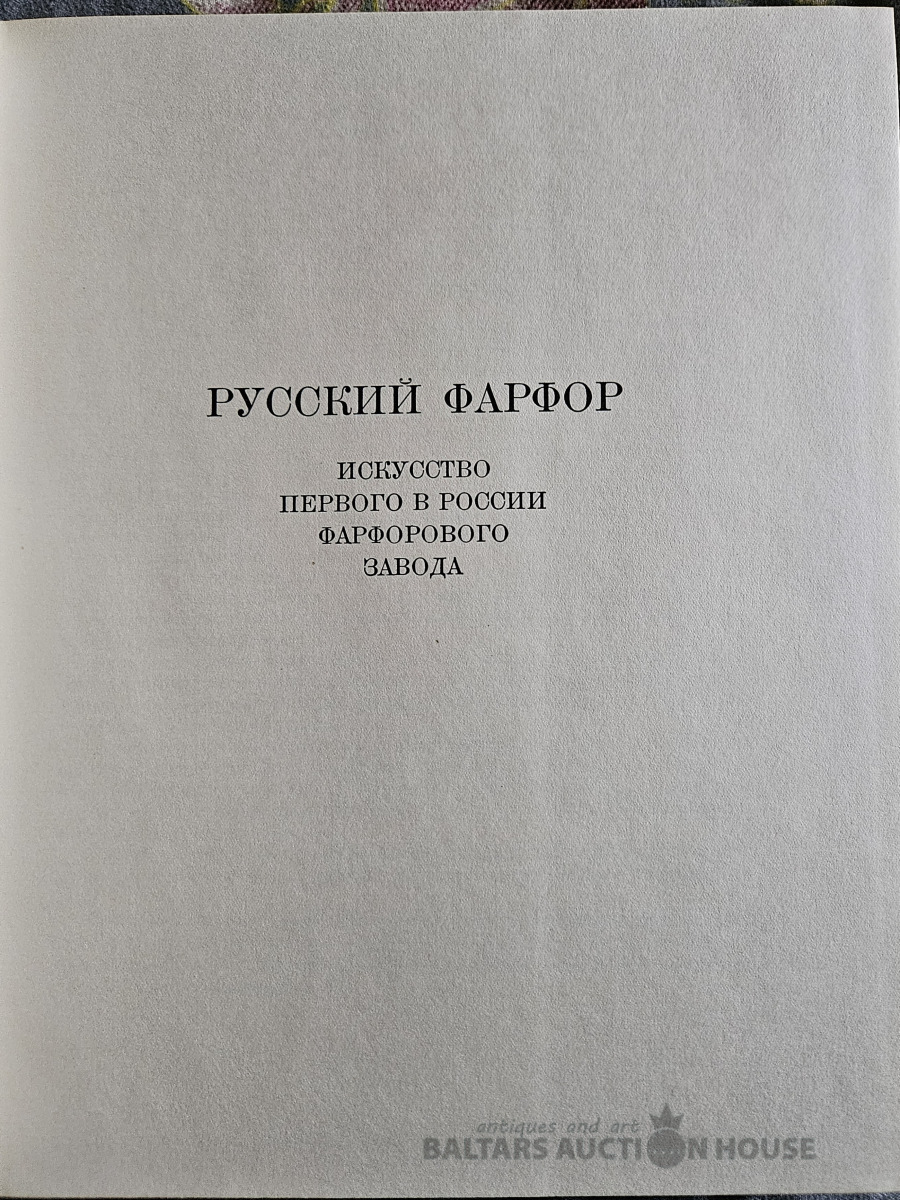 РУССКИЙ ФАРФОР
ИСКУССТВО
ПЕРВОГО В РОССИИ
ФАРФОРОВОГО
ЗАВОДА
antiques and art
BALTARS AUCTION HOUSE